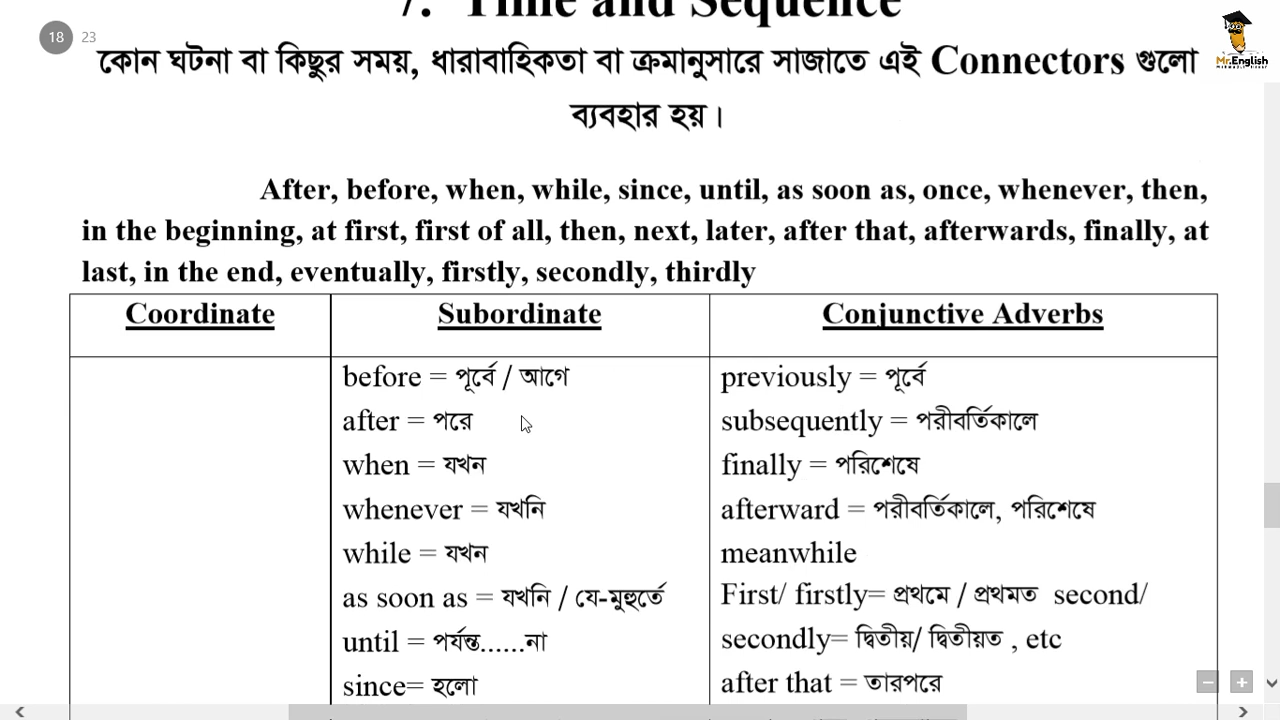 18 23
7. Time and Sequence
Mr.English
কোন ঘটনা বা কিছুর সময়, ধারাবাহিকতা বা ক্রমানুসারে সাজাতে এই Connectors গুলো
ব্যবহার হয়।
After, before, when, while, since, until, as soon as, once, whenever, then,
in the beginning, at first, first of all, then, next, later, after that, afterwards, finally, at
last, in the end, eventually, firstly, secondly, thirdly
Coordinate Subordinate Conjunctive Adverbs
before = পূর্বে / আগে
after = পরে
when = যখন
whenever = যখনি
while = যখন
as soon as = যখনি / যে-মুহুর্তে
until = পর্যন্ত......না
since= হলো
previously = পূর্বে
subsequently = পরীবর্তিকালে
finally = পরিশেষে
afterward = পরীবর্তিকালে, পরিশেষে
meanwhile
First/ firstly= প্রথমে / প্রথমত second/
secondly= দ্বিতীয়/ দ্বিতীয়ত , etc
after that = তারপরে